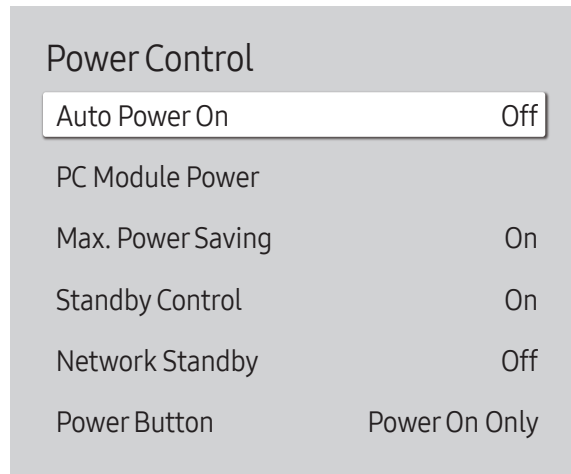 Power Control
Auto Power On Off
PC Module Power
Max. Power Saving On
Standby Control On
Network Standby Off
Power Button Power On Only